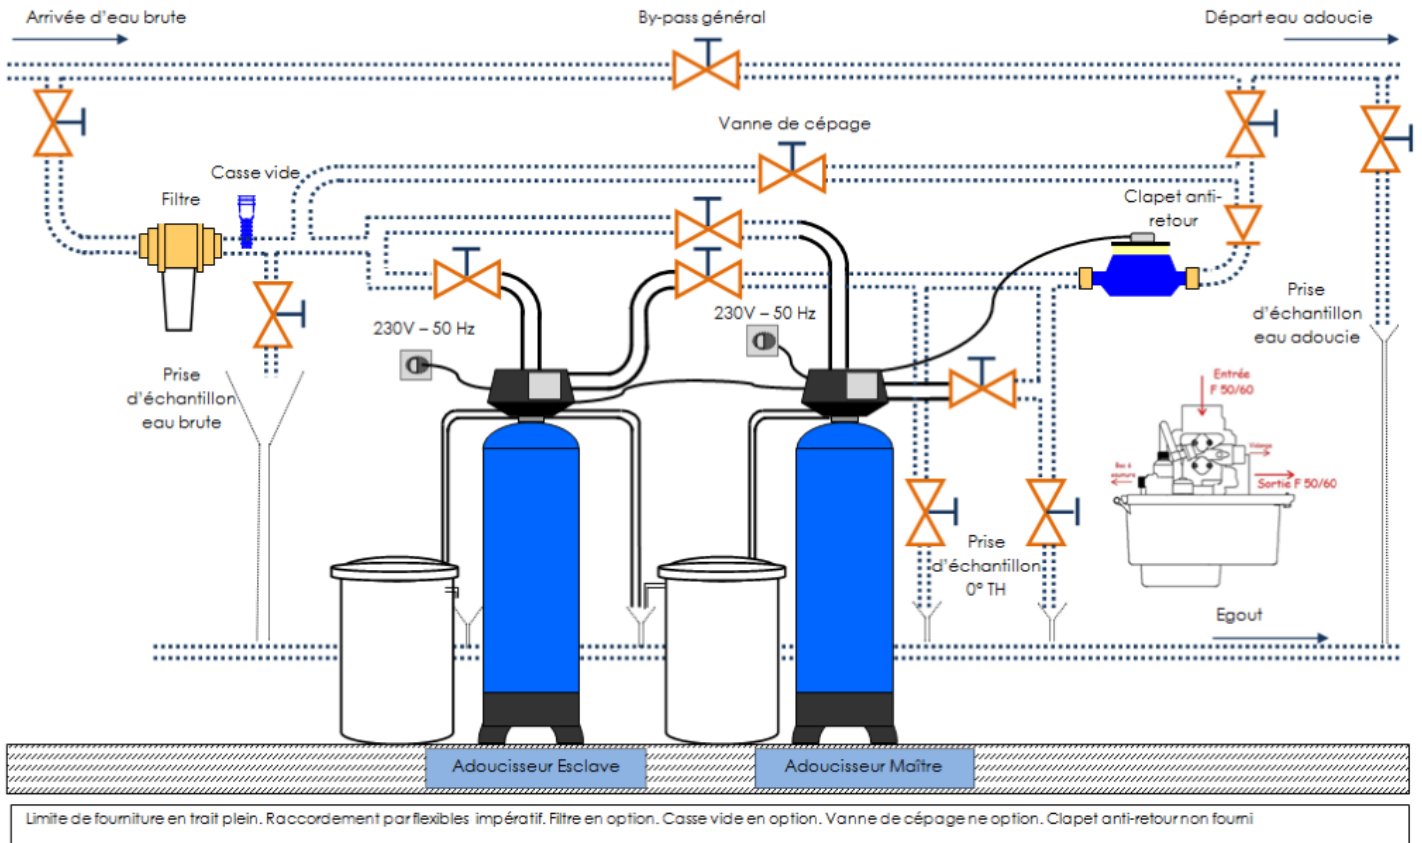 Arrivée d'eau brute
By-pass général
Départ eau adoucie
Vanne de cépage
Casse vide
Filtre
Clapet anti-
retour
230V – 50 Hz
230V – 50 Hz
Prise
d'échantillon
eau adoucie
Prise
d'échantillon
eau brute
Entrée
F 50/60
Vidange
Bac à
saumure
Sortie F 50/60
Prise
d'échantillon
0° TH
Egout
Adoucisseur Esclave
Adoucisseur Maître
Limite de fourniture en trait plein. Raccordement par flexibles impératif. Filtre en option. Casse vide en option. Vanne de cépage ne option. Clapet anti-retour non fourni